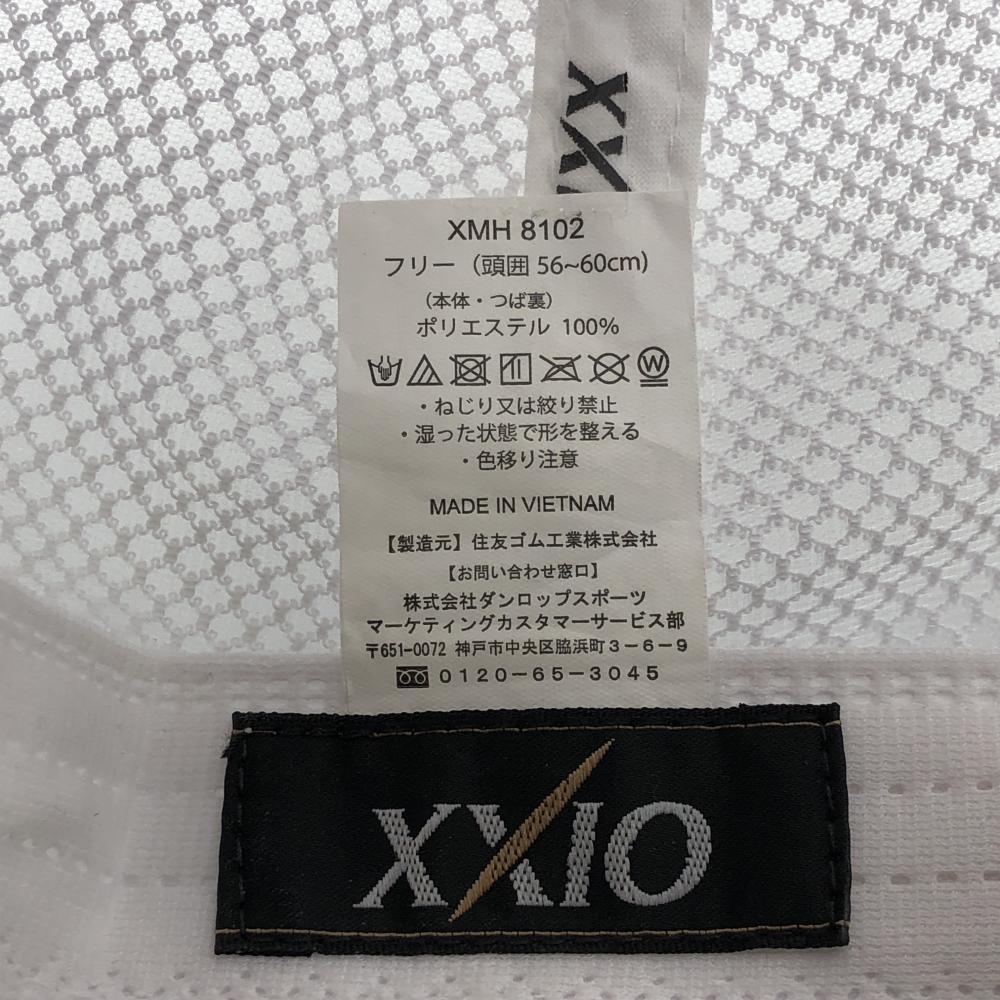 XX
XMH 8102
フリー（頭囲 56~60cm）
（本体・つば裏）
ポリエステル 100%
W
・ねじり又は絞り禁止
・湿った状態で形を整える
・色移り注意
MADE IN VIETNAM
【製造元】住友ゴム工業株式会社
【お問い合わせ窓口】
株式会社ダンロップスポーツ
マーケティングカスタマーサービス部
〒651-0072 神戸市中央区脇浜町3－6－9
0120－65－3045
XXIO